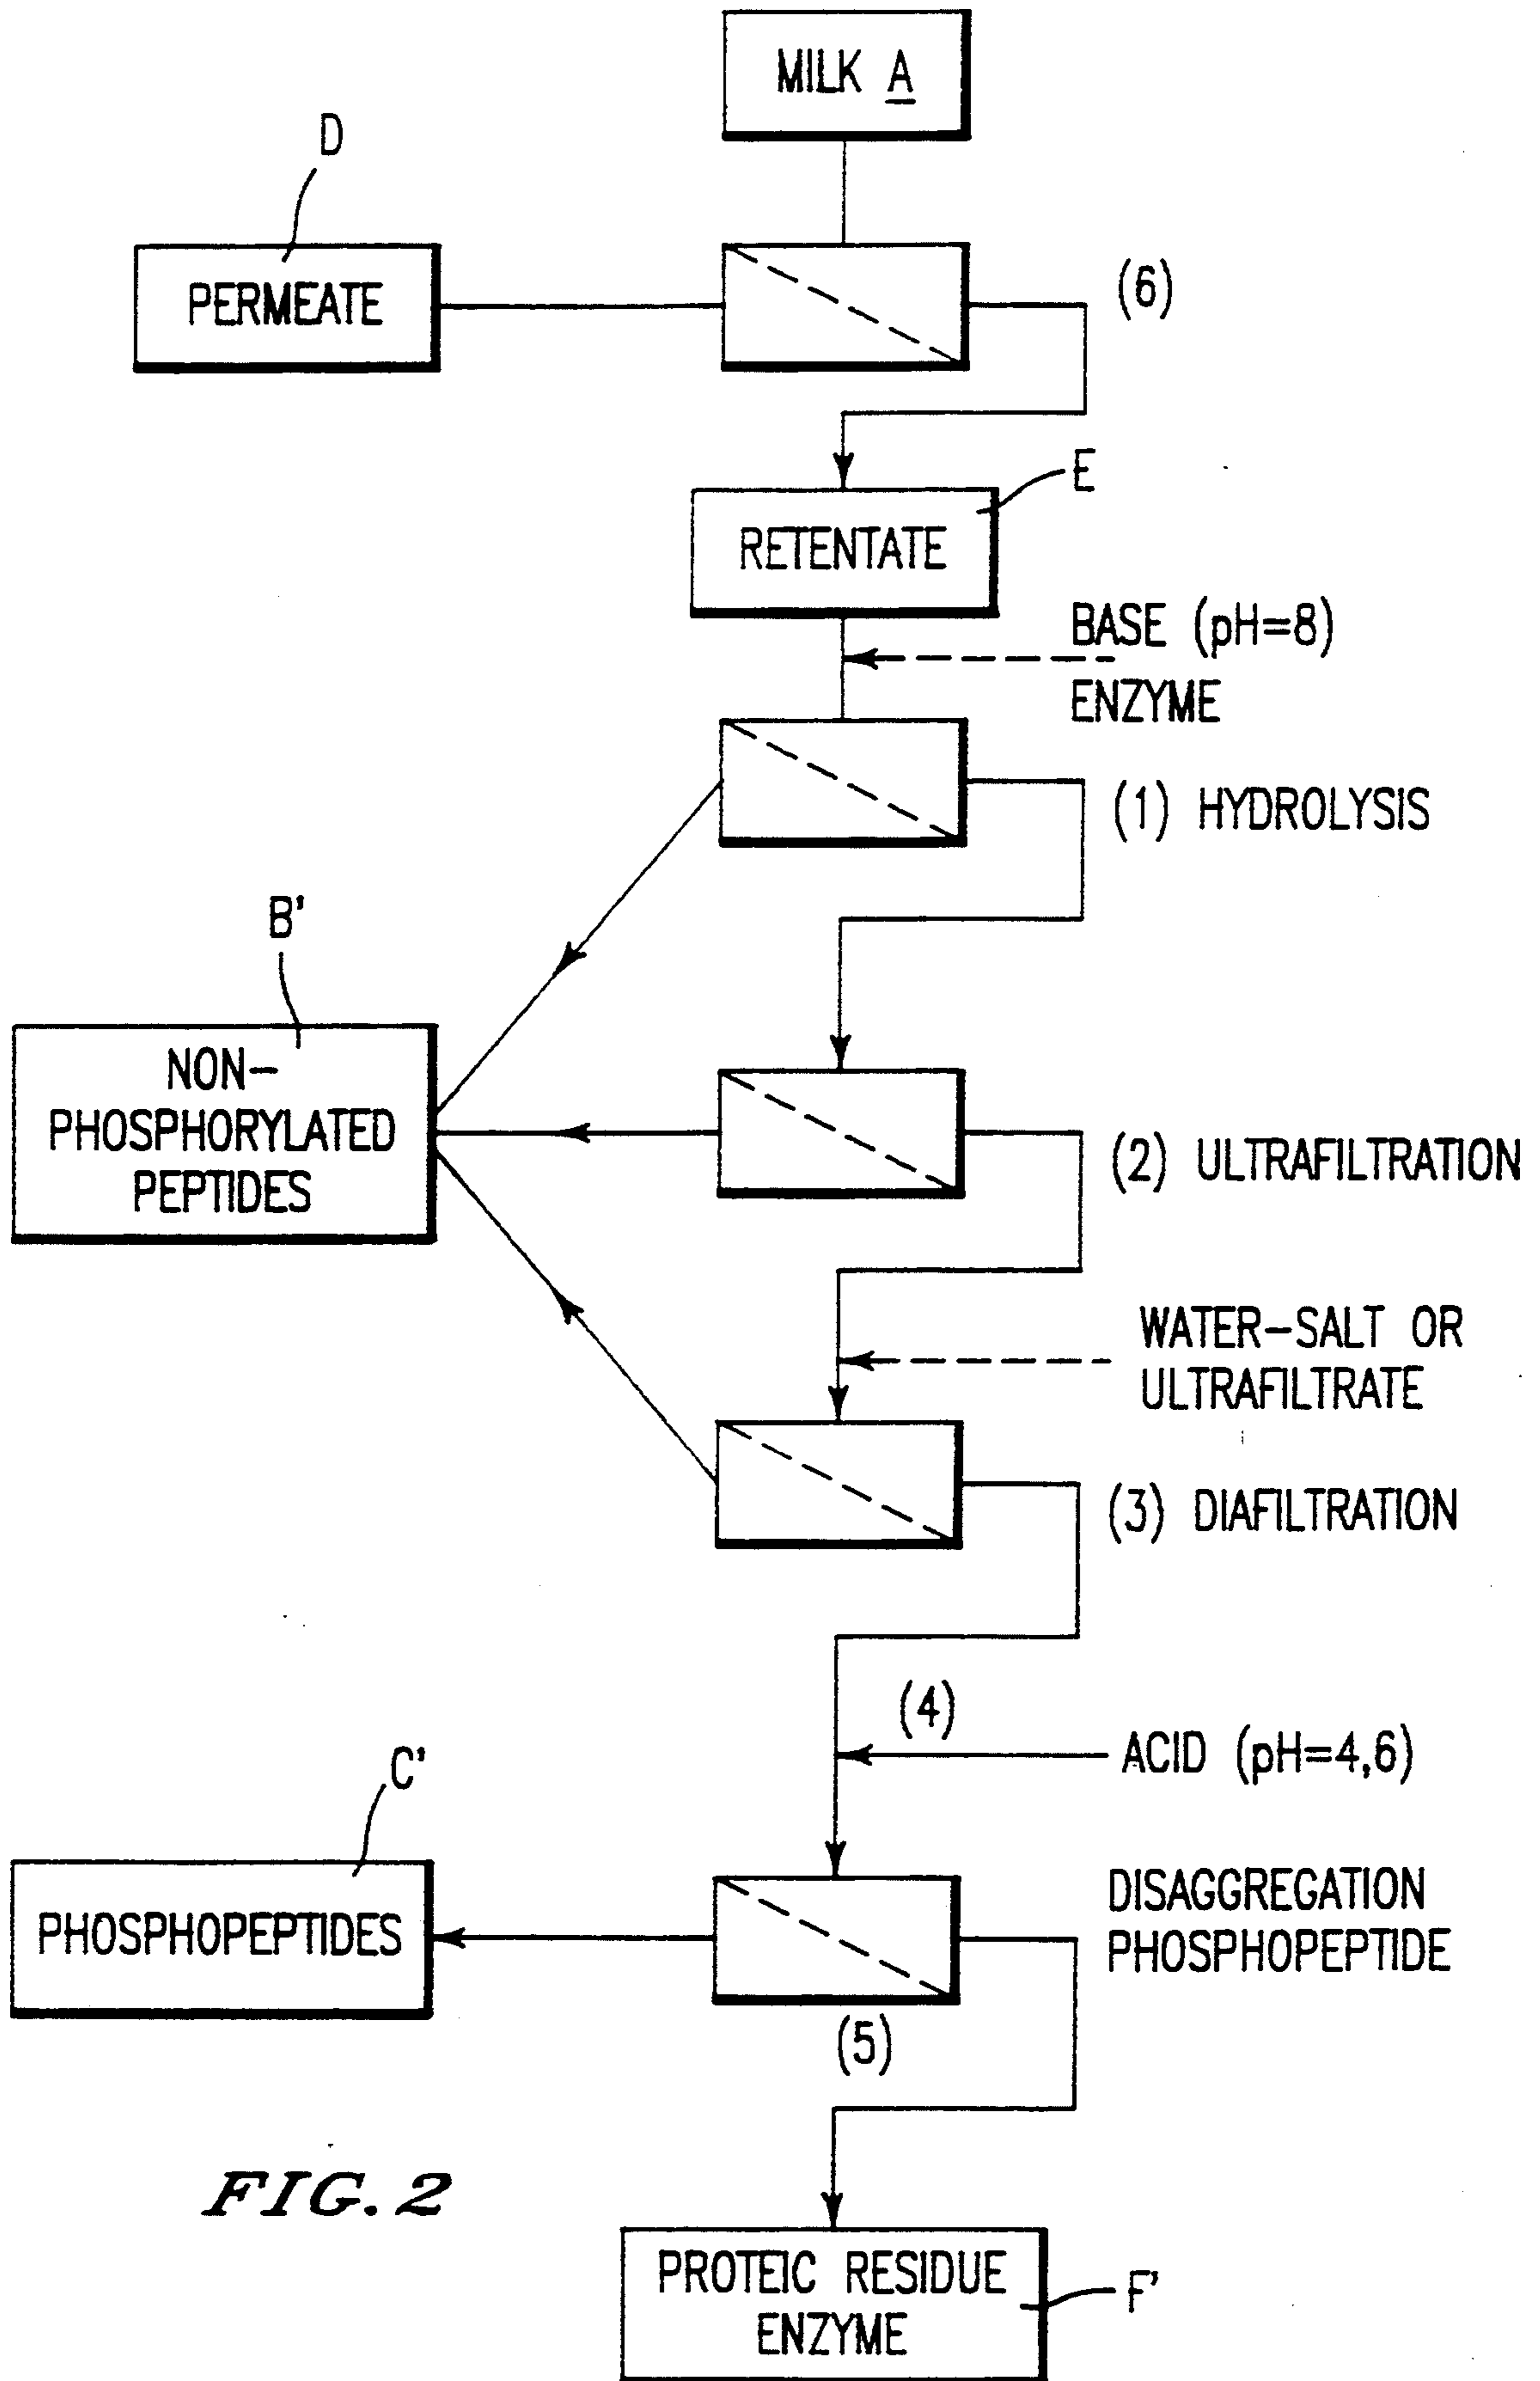 MILK A
D
PERMEATE
(6)
E
RETENTATE
BASE (pH=8)
ENZYME
(1) HYDROLYSIS
B'
NON-
PHOSPHORYLATED
PEPTIDES
(2) ULTRAFILTRATION
WATER-SALT OR
ULTRAFILTRATE
(3) DIAFILTRATION
(4)
ACID (pH=4,6)
C'
PHOSPHOPEPTIDES
DISAGGREGATION
PHOSPHOPEPTIDE
(5)
FIG. 2
PROTEIC RESIDUE
ENZYME
F'